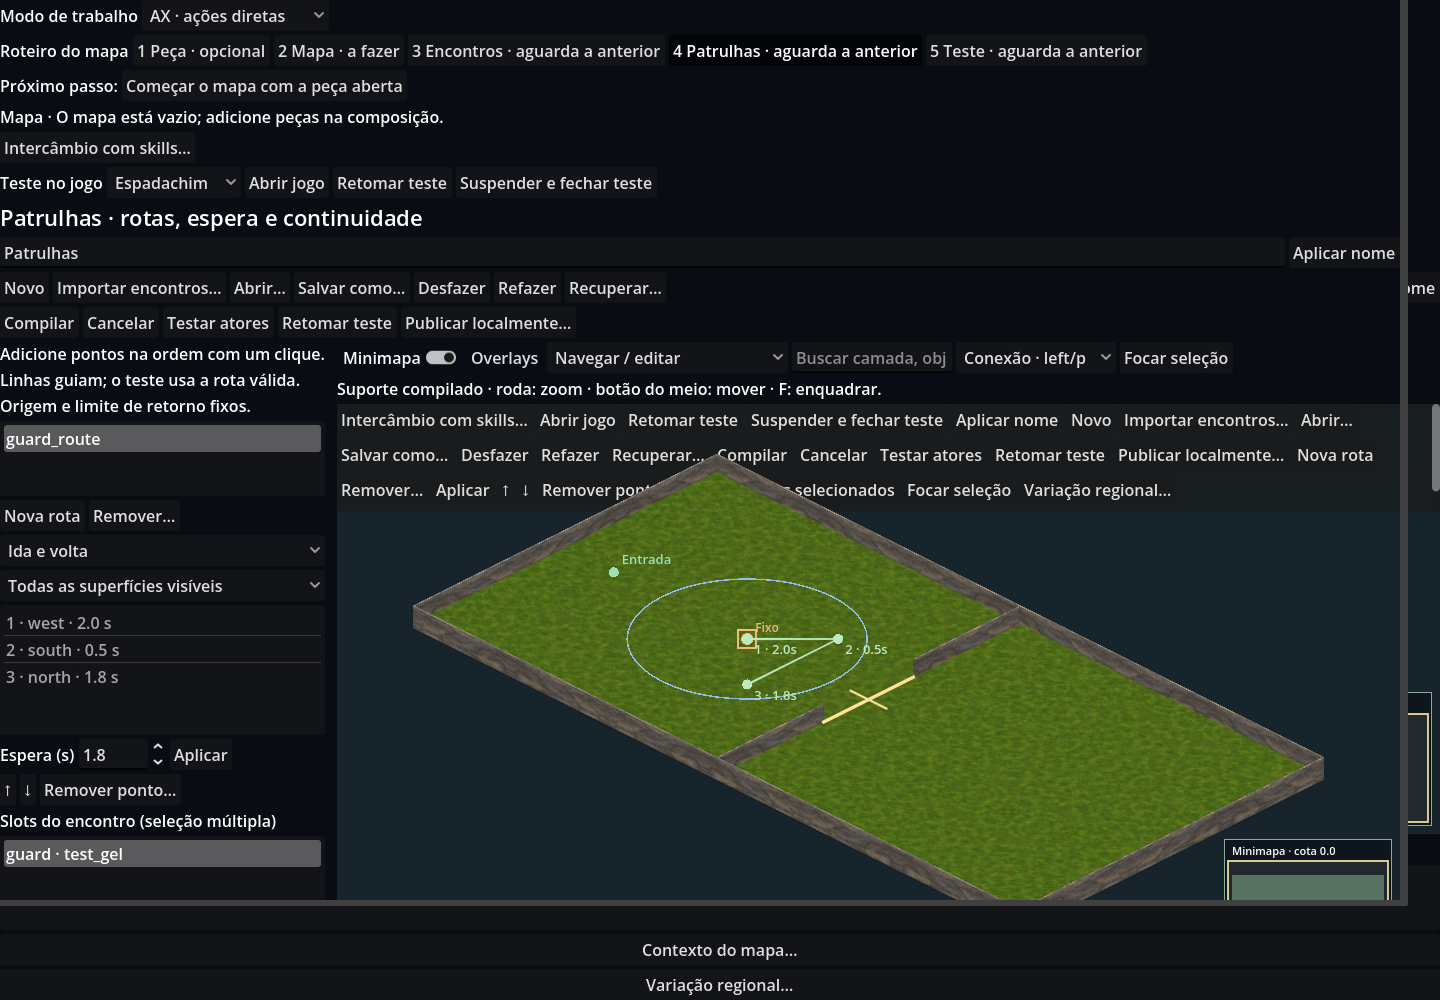 Modo de trabalho AX · ações diretas
Roteiro do mapa 1 Peça · opcional 2 Mapa · a fazer 3 Encontros · aguarda a anterior 4 Patrulhas · aguarda a anterior 5 Teste · aguarda a anterior
Próximo passo: Começar o mapa com a peça aberta
Mapa · O mapa está vazio; adicione peças na composição.
Intercâmbio com skills...
Teste no jogo Espadachim Abrir jogo Retomar teste Suspender e fechar teste
Patrulhas · rotas, espera e continuidade
Patrulhas Aplicar nome
Novo Importar encontros... Abrir... Salvar como... Desfazer Refazer Recuperar...
Compilar Cancelar Testar atores Retomar teste Publicar localmente...
Adicione pontos na ordem com um clique.
Linhas guiam; o teste usa a rota válida.
Origem e limite de retorno fixos.
guard_route
Nova rota Remover...
Ida e volta
Todas as superfícies visíveis
1 · west · 2.0 s
2 · south · 0.5 s
3 · north · 1.8 s
Espera (s) 1.8 Aplicar
↑ ↓ Remover ponto...
Slots do encontro (seleção múltipla)
guard · test_gel
Minimapa Overlays Navegar / editar Buscar camada, obj Conexão · left/p Focar seleção
Suporte compilado · roda: zoom · botão do meio: mover · F: enquadrar.
Intercâmbio com skills... Abrir jogo Retomar teste Suspender e fechar teste Aplicar nome Novo Importar encontros... Abrir...
Salvar como... Desfazer Refazer Recuperar... Compilar Cancelar Testar atores Retomar teste Publicar localmente... Nova rota
Remover... Aplicar ↑ ↓ Remover selecionados Focar seleção Variação regional...
Entrada
Fixo
1 · 2.0s
2 · 0.5s
3 · 1.8s
Minimapa · cota 0.0
Contexto do mapa...
Variação regional...